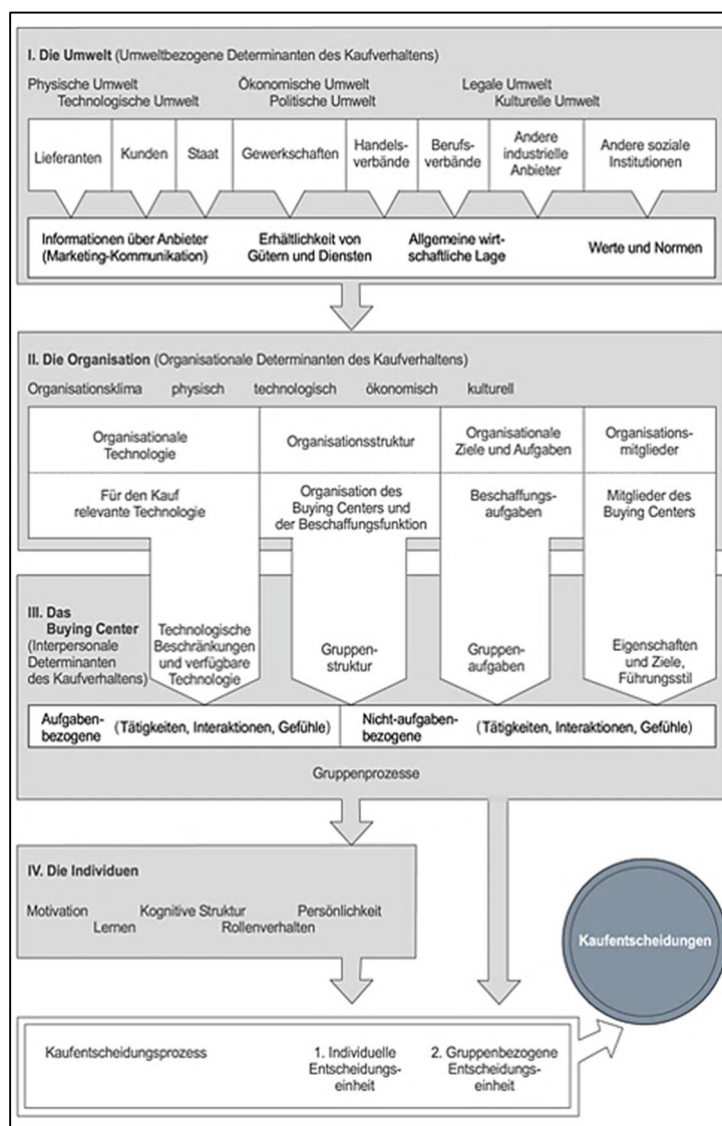 I. Die Umwelt (Umweltbezogene Determinanten des Kaufverhaltens)
Physische Umwelt
Technologische Umwelt
Ökonomische Umwelt
Politische Umwelt
Legale Umwelt
Kulturelle Umwelt
Lieferanten
Kunden
Staat
Gewerkschaften
Handels-
verbände
Berufs-
verbände
Andere
industrielle
Anbieter
Andere soziale
Institutionen
Informationen über Anbieter
(Marketing-Kommunikation)
Erhältlichkeit von
Gütern und Diensten
Allgemeine wirt-
schaftliche Lage
Werte und Normen
II. Die Organisation (Organisationale Determinanten des Kaufverhaltens)
Organisationsklima physisch technologisch ökonomisch kulturell
Organisationale
Technologie
Organisationsstruktur
Organisationale
Ziele und Aufgaben
Organisations-
mitglieder
Für den Kauf
relevante Technologie
Organisation des
Buying Centers und
der Beschaffungsfunktion
Beschaffungs-
aufgaben
Mitglieder des
Buying Centers
III. Das
Buying Center
(Interpersonale
Determinanten
des Kaufverhaltens)
Technologische
Beschränkungen
und verfügbare
Technologie
Gruppen-
struktur
Gruppen-
aufgaben
Eigenschaften
und Ziele,
Führungsstil
Aufgaben-
bezogene
(Tätigkeiten, Interaktionen, Gefühle)
Nicht-aufgaben-
bezogene
(Tätigkeiten, Interaktionen, Gefühle)
Gruppenprozesse
IV. Die Individuen
Motivation
Lernen
Kognitive Struktur
Rollenverhalten
Persönlichkeit
Kaufentscheidungen
Kaufentscheidungsprozess
1. Individuelle
Entscheidungs-
einheit
2. Gruppenbezogene
Entscheidungs-
einheit